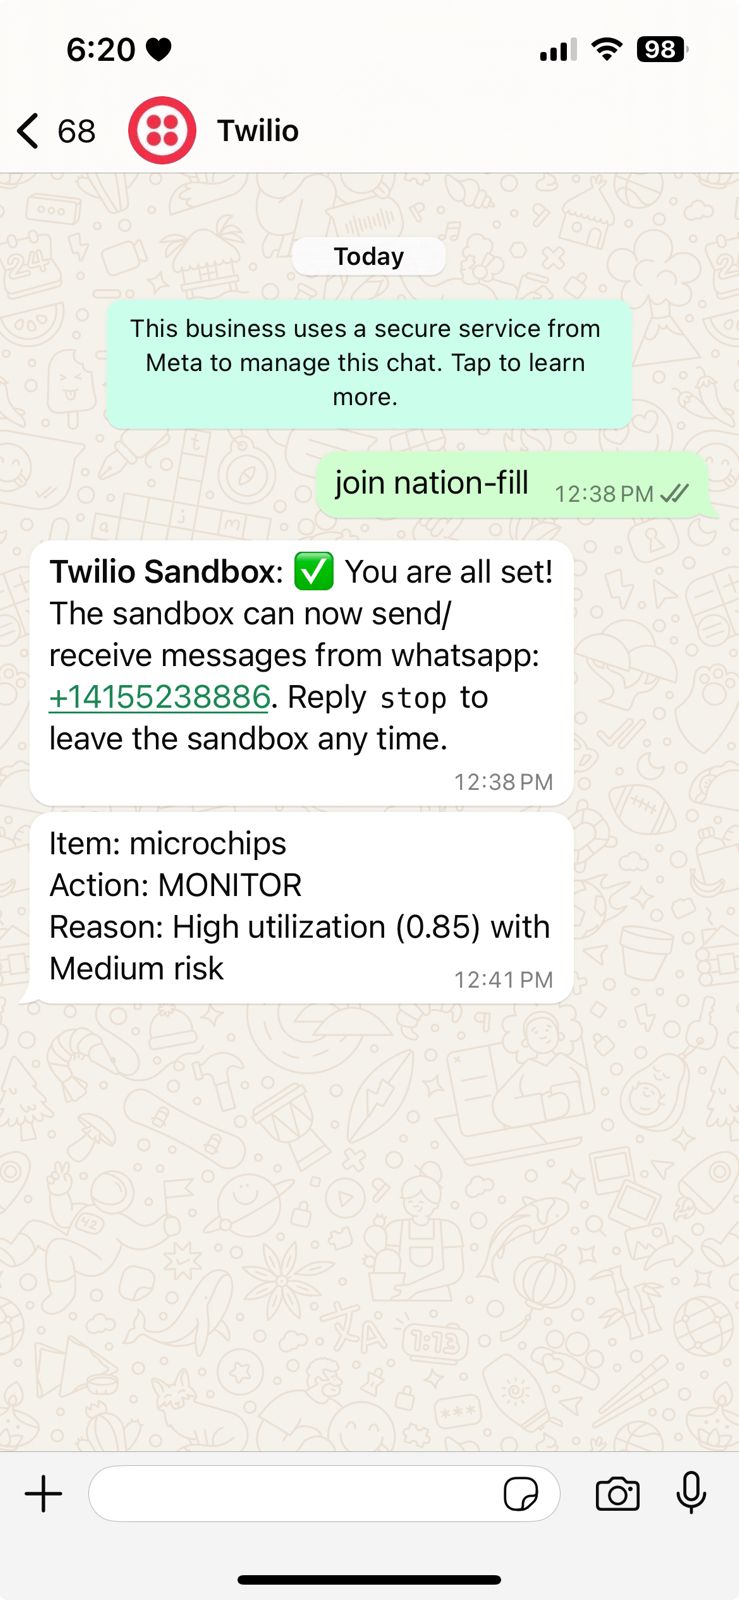 6:20
98
68
Twilio
Today
This business uses a secure service from
Meta to manage this chat. Tap to learn
more.
join nation-fill
12:38 PM
Twilio Sandbox: ✅ You are all set!
The sandbox can now send/
receive messages from whatsapp:
+14155238886. Reply stop to
leave the sandbox any time.
12:38 PM
Item: microchips
Action: MONITOR
Reason: High utilization (0.85) with
Medium risk
12:41 PM